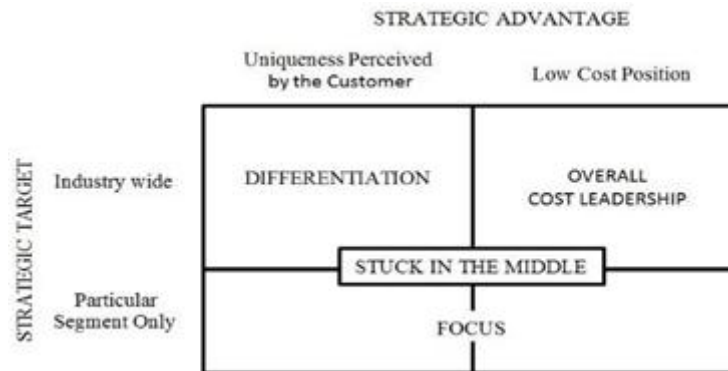 STRATEGIC ADVANTAGE
Uniqueness Perceived
by the Customer
Low Cost Position
STRATEGIC TARGET
Industry wide
DIFFERENTIATION
OVERALL
COST LEADERSHIP
STUCK IN THE MIDDLE
Particular
Segment Only
FOCUS